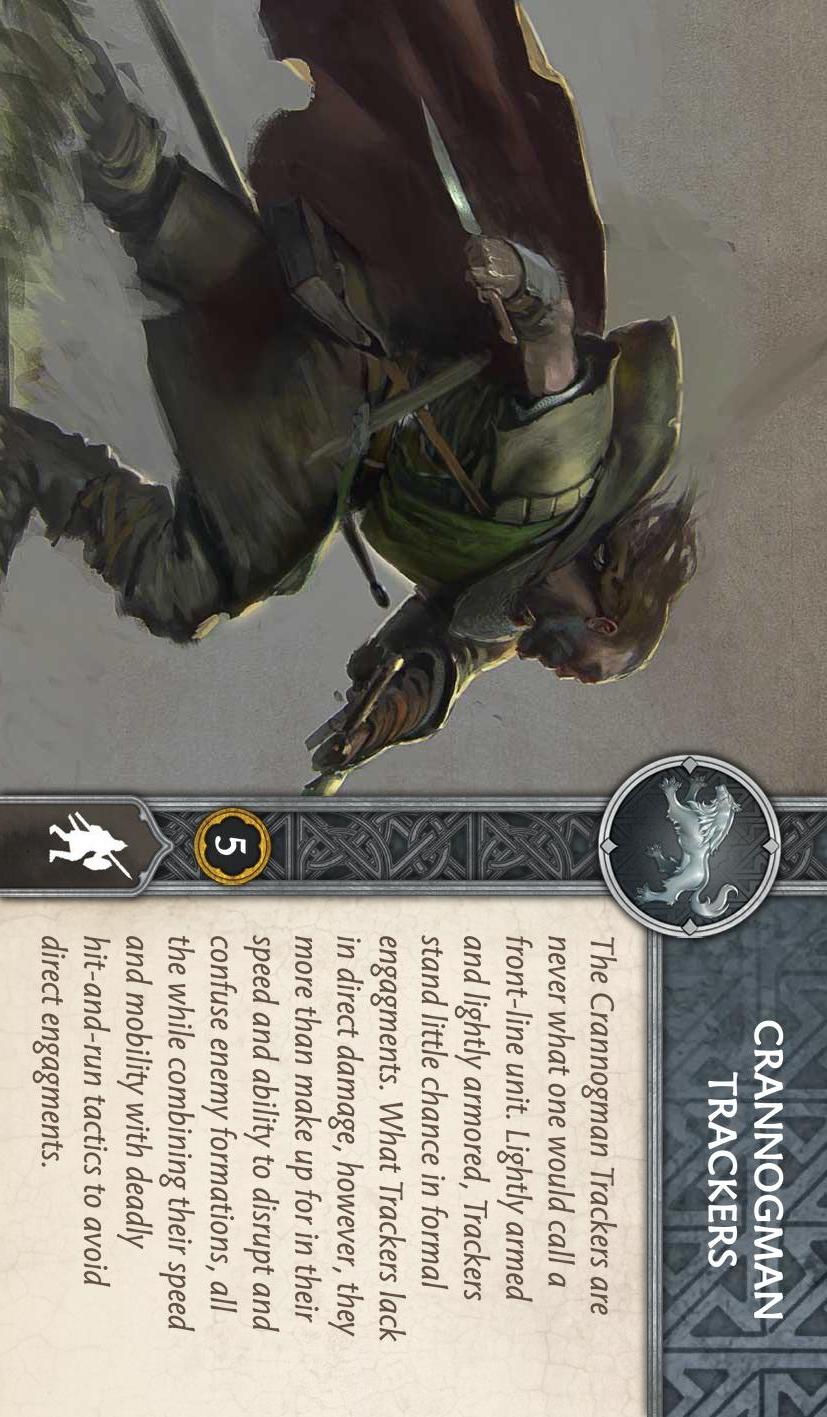 CRANNOGMAN
TRACKERS
5
The Crannogman Trackers are
never what one would call a
front-line unit. Lightly armed
and lightly armored, Trackers
stand little chance in formal
engagments. What Trackers lack
in direct damage, however, they
more than make up for in their
speed and ability to disrupt and
confuse enemy formations, all
the while combining their speed
and mobility with deadly
hit-and-run tactics to avoid
direct engagments.